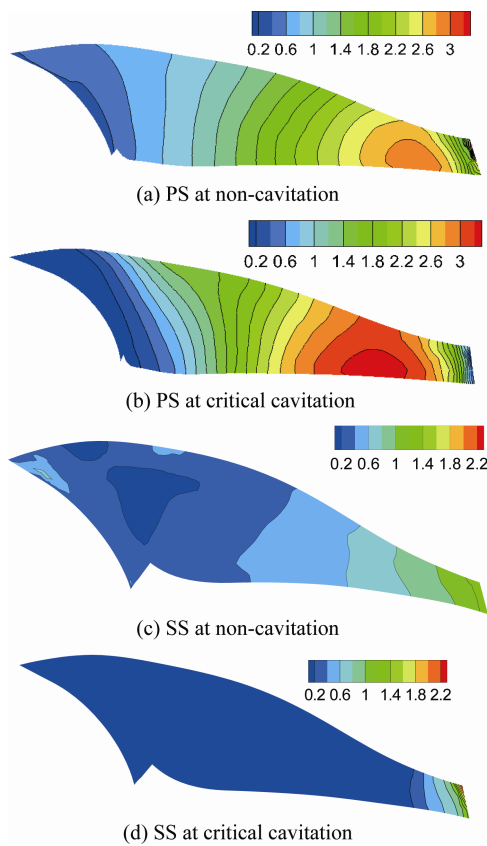 0.2 0.6 1 1.4 1.8 2.2 2.6 3
(a) PS at non-cavitation
0.2 0.6 1 1.4 1.8 2.2 2.6 3
(b) PS at critical cavitation
0.2 0.6 1 1.4 1.8 2.2
(c) SS at non-cavitation
0.2 0.6 1 1.4 1.8 2.2
(d) SS at critical cavitation